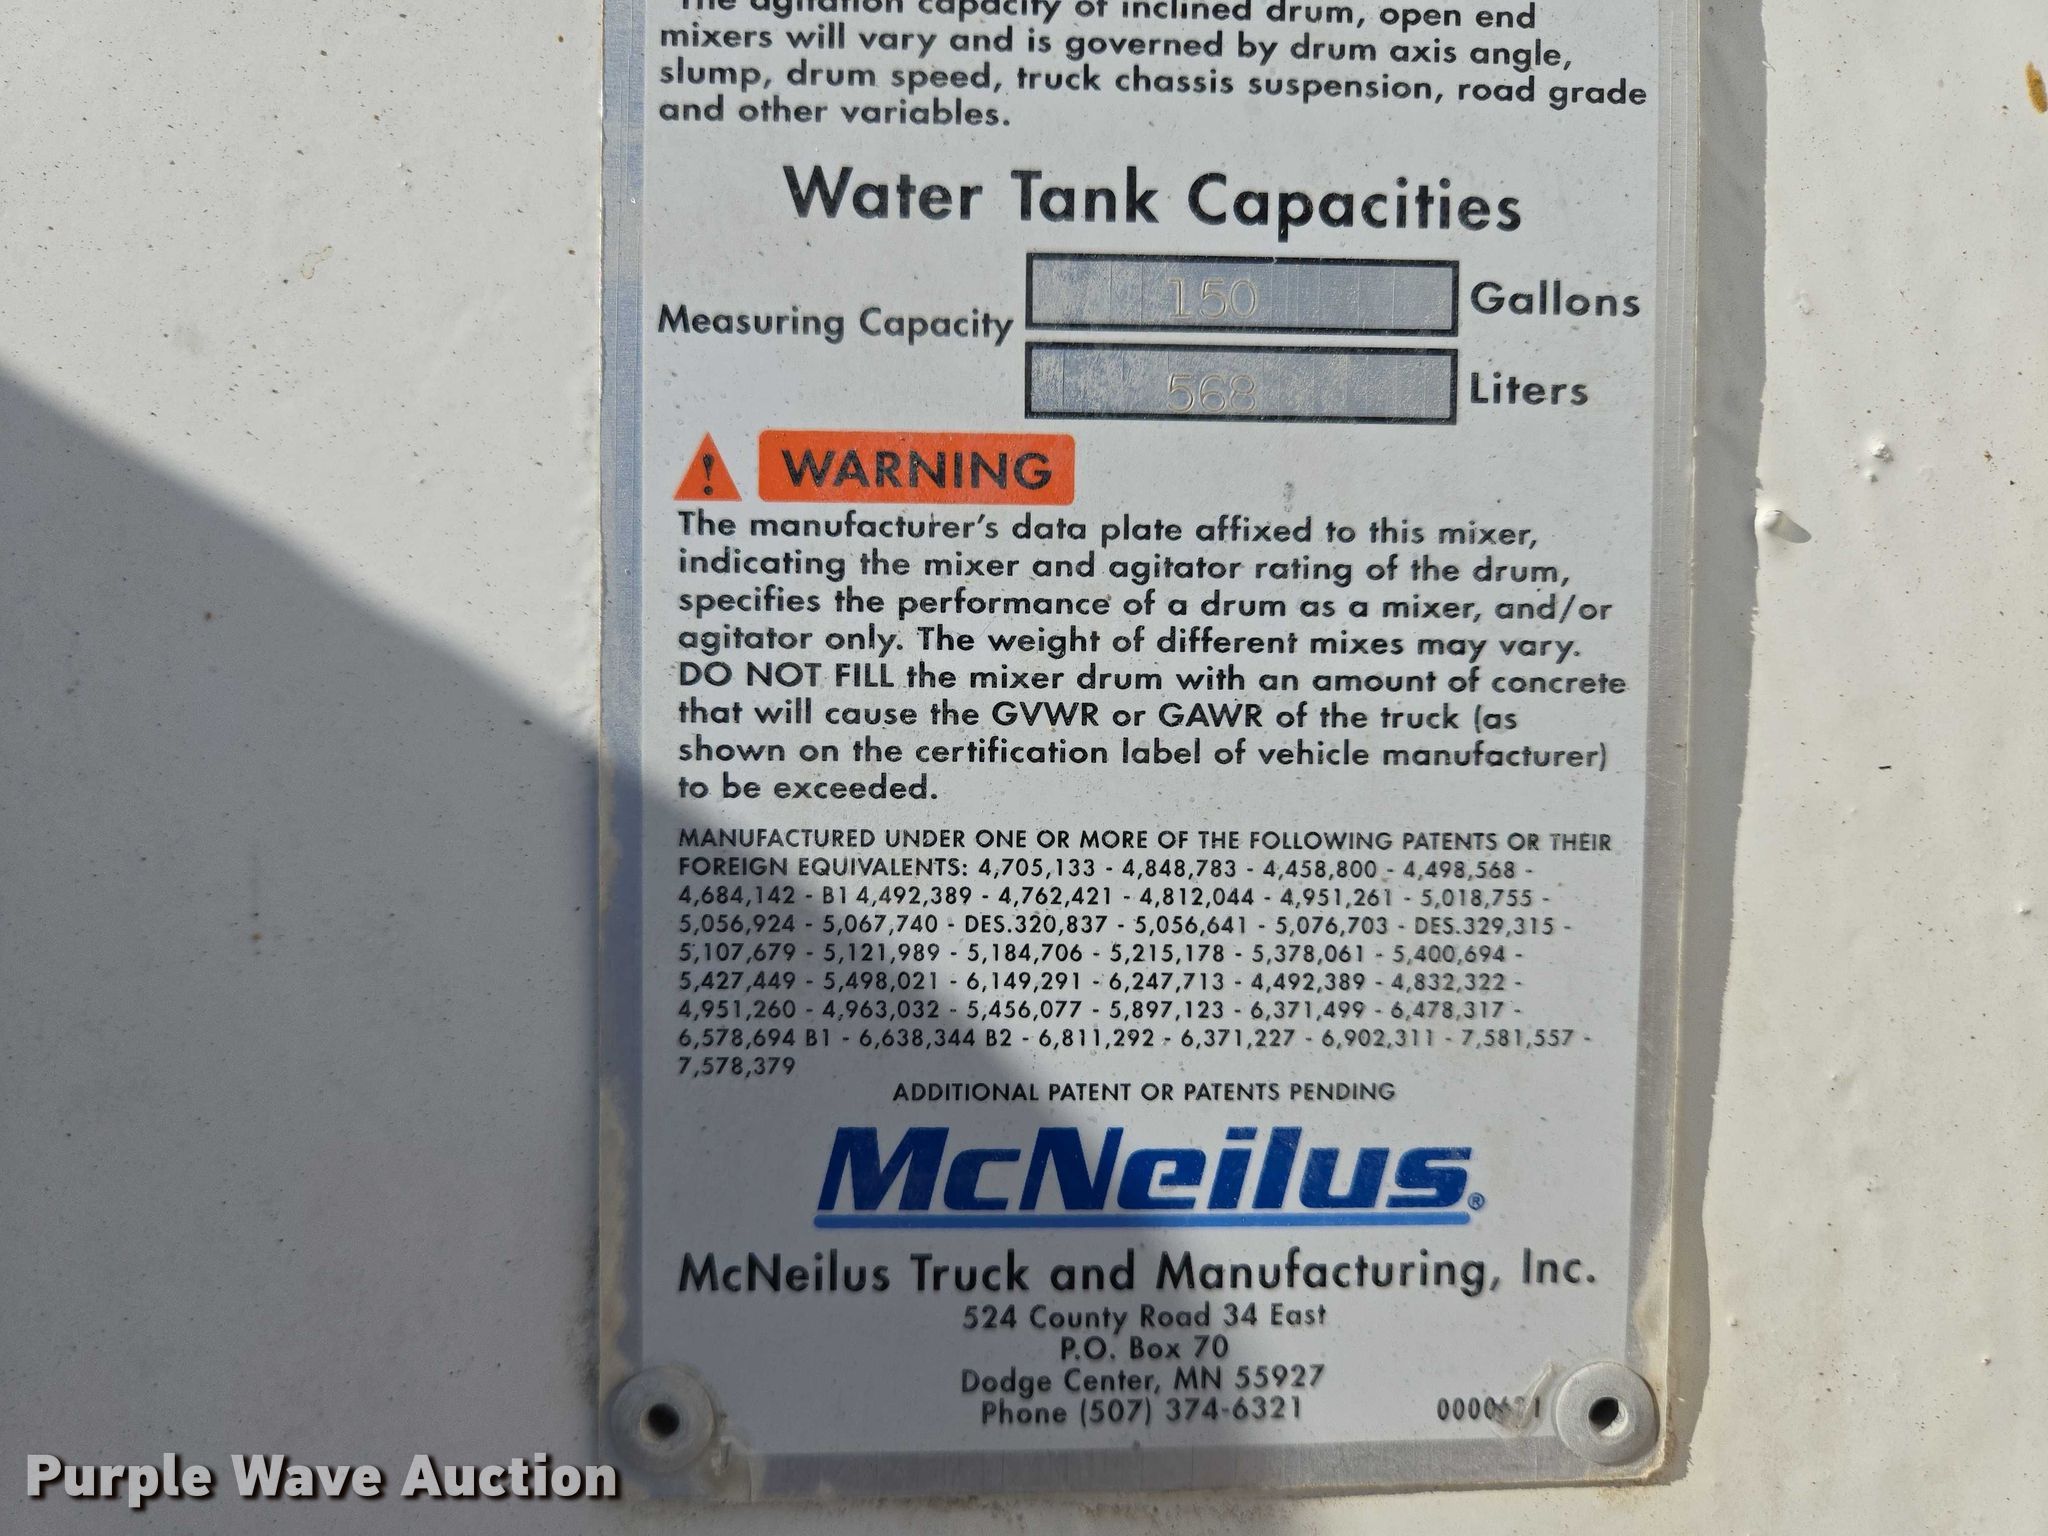 The agitation capacity of inclined drum, open end
mixers will vary and is governed by drum axis angle,
slump, drum speed, truck chassis suspension, road grade
and other variables.
Water Tank Capacities
Measuring Capacity
150 Gallons
568 Liters
! WARNING
The manufacturer's data plate affixed to this mixer,
indicating the mixer and agitator rating of the drum,
specifies the performance of a drum as a mixer, and/or
agitator only. The weight of different mixes may vary.
DO NOT FILL the mixer drum with an amount of concrete
that will cause the GVWR or GAWR of the truck (as
shown on the certification label of vehicle manufacturer)
to be exceeded.
MANUFACTURED UNDER ONE OR MORE OF THE FOLLOWING PATENTS OR THEIR
FOREIGN EQUIVALENTS: 4,705,133 - 4,848,783 - 4,458,800 - 4,498,568 -
4,684,142 - B1 4,492,389 - 4,762,421 - 4,812,044 - 4,951,261 - 5,018,755 -
5,056,924 - 5,067,740 - DES.320,837 - 5,056,641 - 5,076,703 - DES.329,315 -
5,107,679 - 5,121,989 - 5,184,706 - 5,215,178 - 5,378,061 - 5,400,694 -
5,427,449 - 5,498,021 - 6,149,291 - 6,247,713 - 4,492,389 - 4,832,322 -
4,951,260 - 4,963,032 - 5,456,077 - 5,897,123 - 6,371,499 - 6,478,317 -
6,578,694 B1 - 6,638,344 B2 - 6,811,292 - 6,371,227 - 6,902,311 - 7,581,557 -
7,578,379
ADDITIONAL PATENT OR PATENTS PENDING
McNeilus®
McNeilus Truck and Manufacturing, Inc.
524 County Road 34 East
P.O. Box 70
Dodge Center, MN 55927
Phone (507) 374-6321
Purple Wave Auction